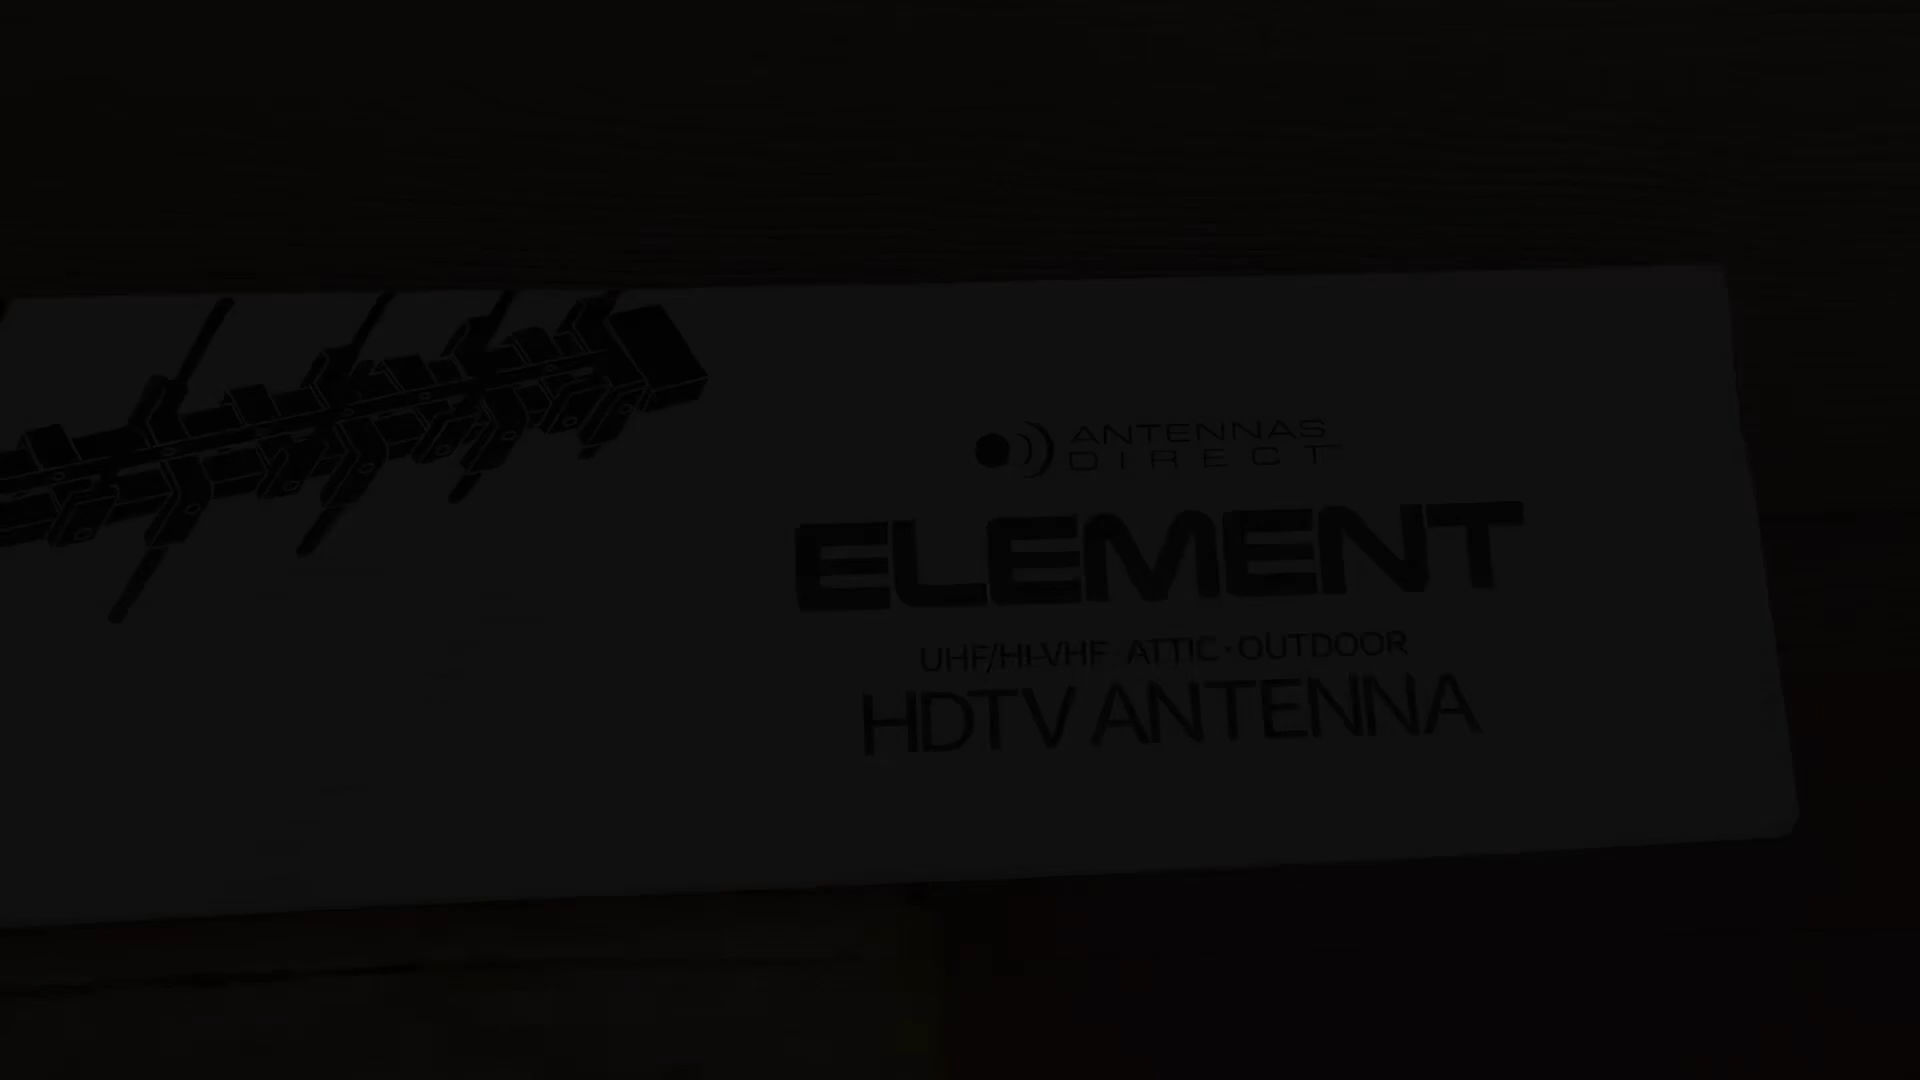 ANTENNAS
DIRECT
ELEMENT
UHF/HI-VHF · ATTIC · OUTDOOR
HDTV ANTENNA